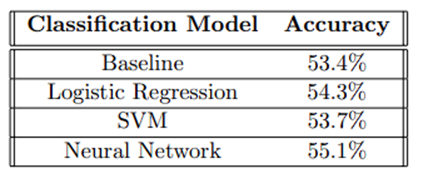 Classification Model Accuracy
Baseline 53.4%
Logistic Regression 54.3%
SVM 53.7%
Neural Network 55.1%